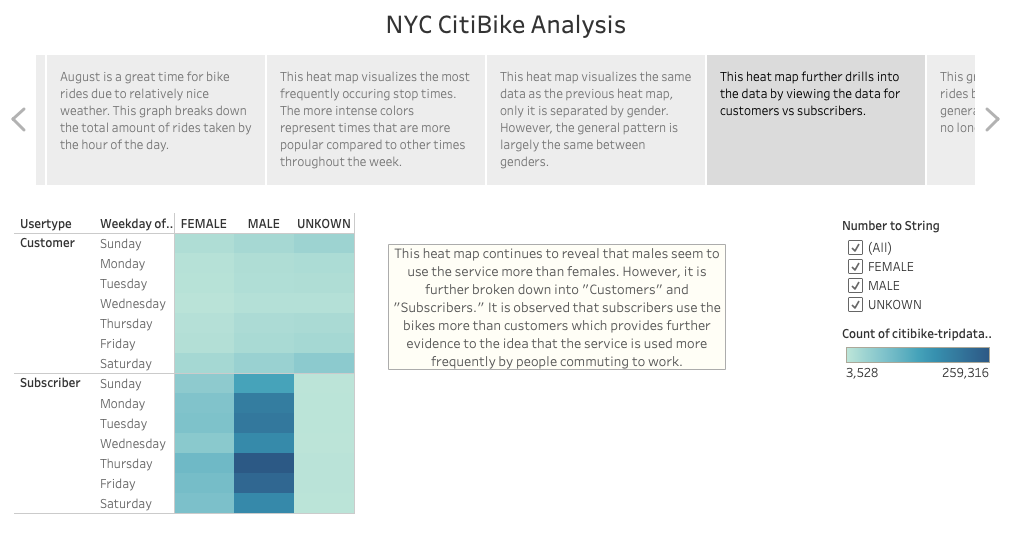 NYC CitiBike Analysis
August is a great time for bike
rides due to relatively nice
weather. This graph breaks down
the total amount of rides taken by
the hour of the day.
This heat map visualizes the most
frequently occuring stop times.
The more intense colors
represent times that are more
popular compared to other times
throughout the week.
This heat map visualizes the same
data as the previous heat map,
only it is separated by gender.
However, the general pattern is
largely the same between
genders.
This heat map further drills into
the data by viewing the data for
customers vs subscribers.
This
rides
no
Usertype Weekday of.. FEMALE MALE UNKOWN
Customer Sunday
Monday
Tuesday
Wednesday
Thursday
Friday
Saturday
Subscriber Sunday
Monday
Tuesday
Wednesday
Thursday
Friday
Saturday
This heat map continues to reveal that males seem to
use the service more than females. However, it is
further broken down into "Customers" and
"Subscribers." It is observed that subscribers use the
bikes more than customers which provides further
evidence to the idea that the service is used more
frequently by people commuting to work.
Number to String
(All)
FEMALE
MALE
UNKOWN
Count of citibike-tripdata..
3,528 259,316